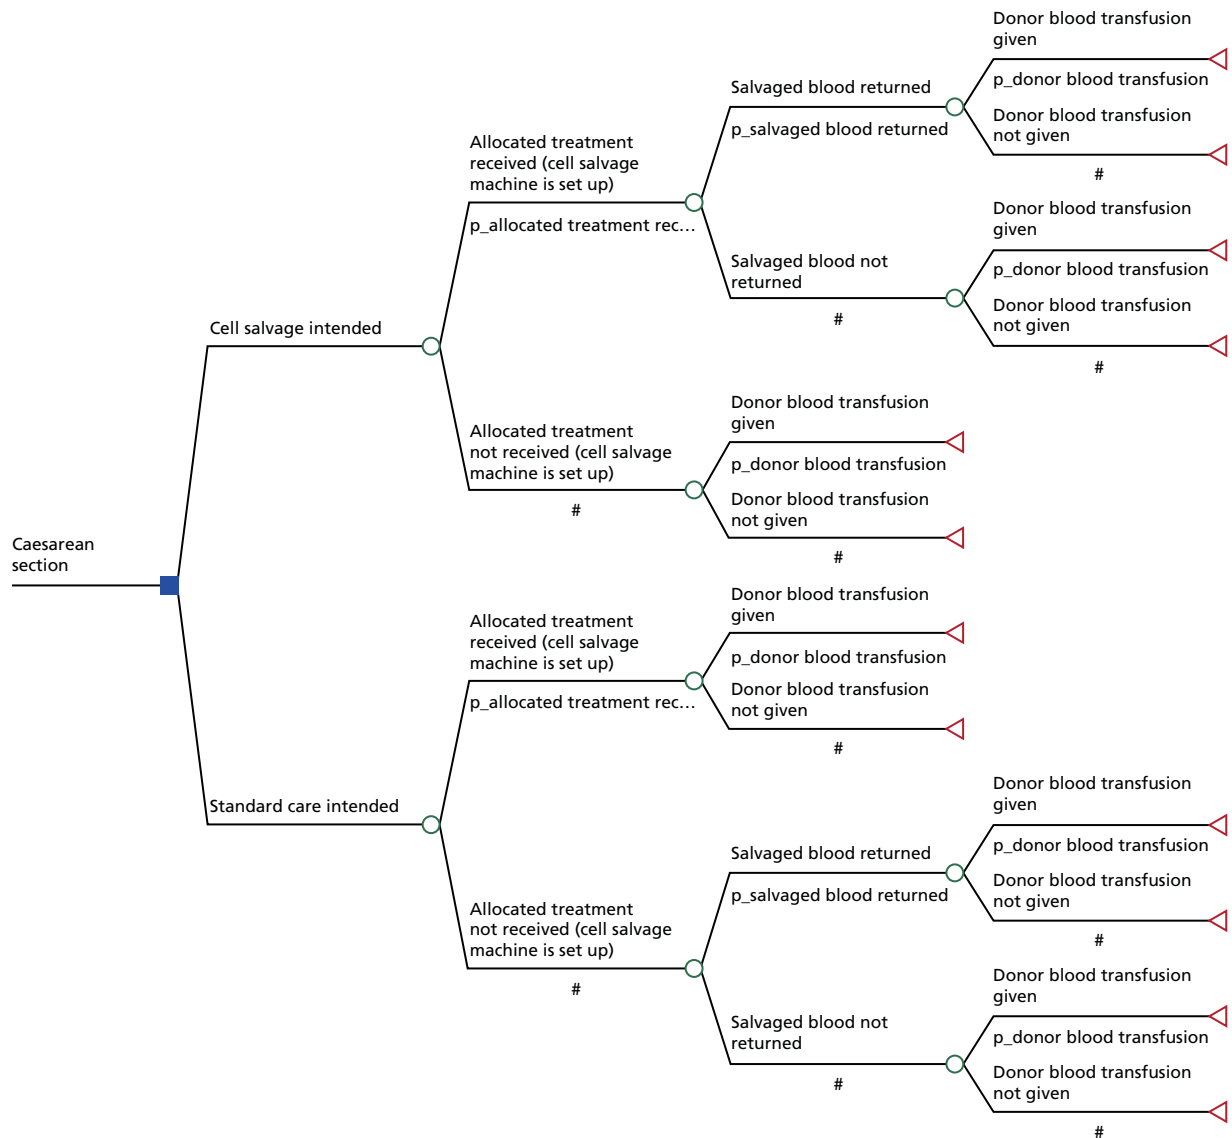 Donor blood transfusion
given
p_donor blood transfusion
Donor blood transfusion
not given
#
Salvaged blood returned
p_salvaged blood returned
Allocated treatment
received (cell salvage
machine is set up)
p_allocated treatment rec...
Donor blood transfusion
given
p_donor blood transfusion
Donor blood transfusion
not given
#
Salvaged blood not
returned
#
Cell salvage intended
Donor blood transfusion
given
p_donor blood transfusion
Donor blood transfusion
not given
#
Allocated treatment
not received (cell salvage
machine is set up)
#
Caesarean
section
Donor blood transfusion
given
p_donor blood transfusion
Donor blood transfusion
not given
#
Allocated treatment
received (cell salvage
machine is set up)
p_allocated treatment rec...
Standard care intended
Donor blood transfusion
given
p_donor blood transfusion
Donor blood transfusion
not given
#
Salvaged blood returned
p_salvaged blood returned
Allocated treatment
not received (cell salvage
machine is set up)
#
Donor blood transfusion
given
p_donor blood transfusion
Donor blood transfusion
not given
#
Salvaged blood not
returned
#